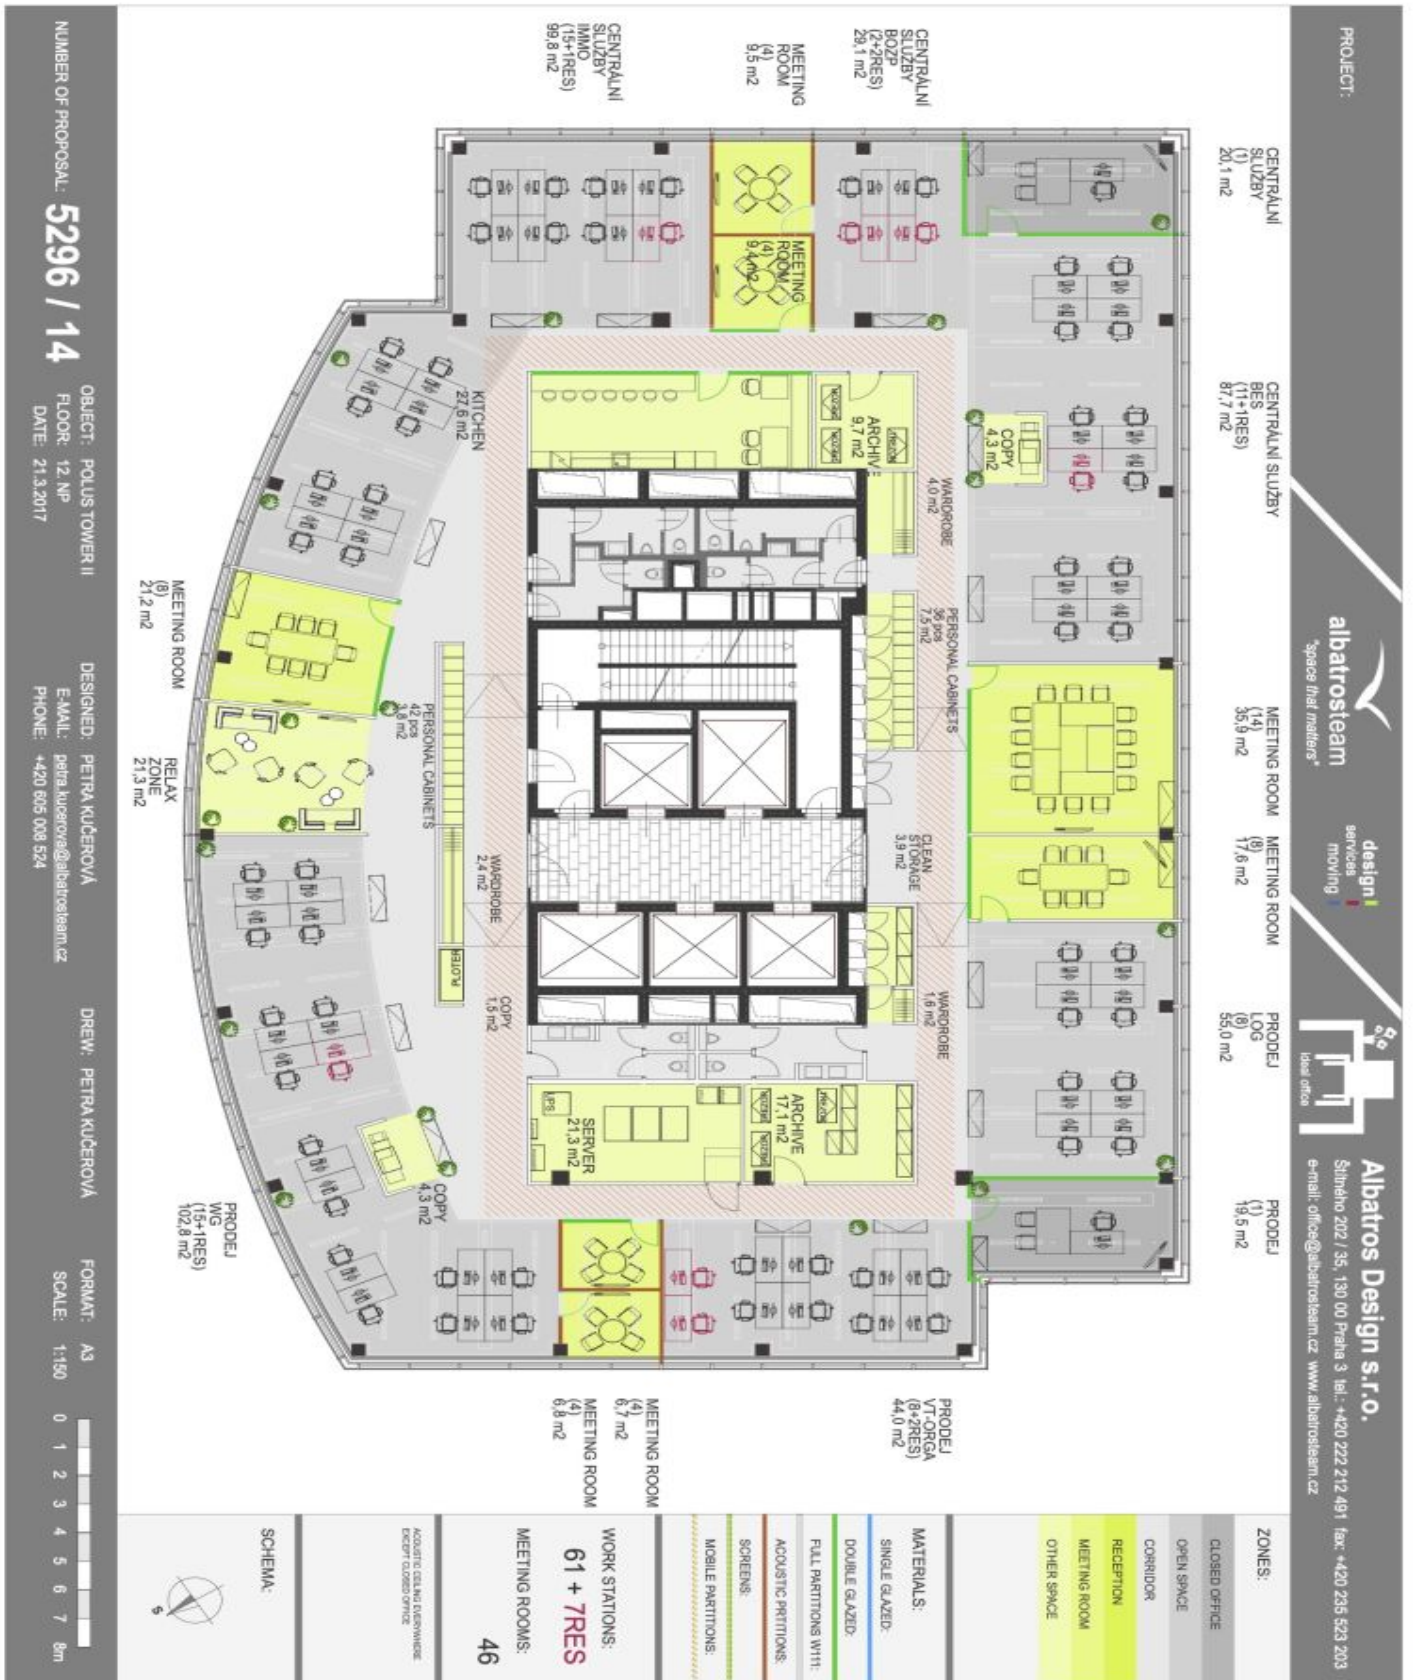 PROJECT:
albatrosteam
"space that matters"
design
services
moving
ideal office
Albatros Design s.r.o.
Štítného 202 / 35, 130 00 Praha 3 tel.: +420 222 212 491 fax: +420 235 523 203
e-mail: office@albatrosteam.cz www.albatrosteam.cz
CENTRÁLNÍ
SLUŽBY
(1)
20,1 m2
CENTRÁLNÍ SLUŽBY
BES
(11+1RES)
87,7 m2
MEETING ROOM
(14)
35,9 m2
MEETING ROOM
(8)
17,6 m2
PRODEJ
LOG
(8)
55,0 m2
PRODEJ
(1)
19,5 m2
CENTRÁLNÍ
SLUŽBY
BOZP
(2+2RES)
29,1 m2
MEETING
ROOM
(4)
9,5 m2
CENTRÁLNÍ
SLUŽBY
IMMO
(15+1RES)
99,8 m2
MEETING
ROOM
(4)
9,4 m2
COPY
4,3 m2
WARDROBE
4,0 m2
PERSONAL CABINETS
36 pcs
7,5 m2
CLEAN
STORAGE
3,9 m2
WARDROBE
1,6 m2
ARCHIVE
9,7 m2
ARCHIVE
17,1 m2
KITCHEN
27,6 m2
SERVER
21,3 m2
UPS
PERSONAL CABINETS
42 pcs
3,8 m2
WARDROBE
2,4 m2
PLOTER
COPY
1,5 m2
COPY
4,3 m2
MEETING ROOM
(8)
21,2 m2
RELAX
ZONE
21,3 m2
PRODEJ
WG
(15+1RES)
102,8 m2
PRODEJ
VT-ORGA
(8+2RES)
44,0 m2
MEETING ROOM
(4)
6,7 m2
MEETING ROOM
(4)
6,8 m2
ZONES:
CLOSED OFFICE
OPEN SPACE
CORRIDOR
RECEPTION
MEETING ROOM
OTHER SPACE
MATERIALS:
SINGLE GLAZED:
DOUBLE GLAZED:
FULL PARTITIONS W111:
ACOUSTIC PRTITIONS:
SCREENS:
MOBILE PARTITIONS:
WORK STATIONS:
61 + 7RES
MEETING ROOMS:
46
ACOUSTIC CEILING EVERYWHERE
EXCEPT CLOSED OFFICE
SCHEMA:
S
NUMBER OF PROPOSAL: 5296 / 14
OBJECT: POLUS TOWER II
FLOOR: 12.NP
DATE: 21.3.2017
DESIGNED: PETRA KUČEROVÁ
E-MAIL: petra.kucerova@albatrosteam.cz
PHONE: +420 605 008 524
DREW: PETRA KUČEROVÁ
FORMAT: A3
SCALE: 1:150
0 1 2 3 4 5 6 7 8m